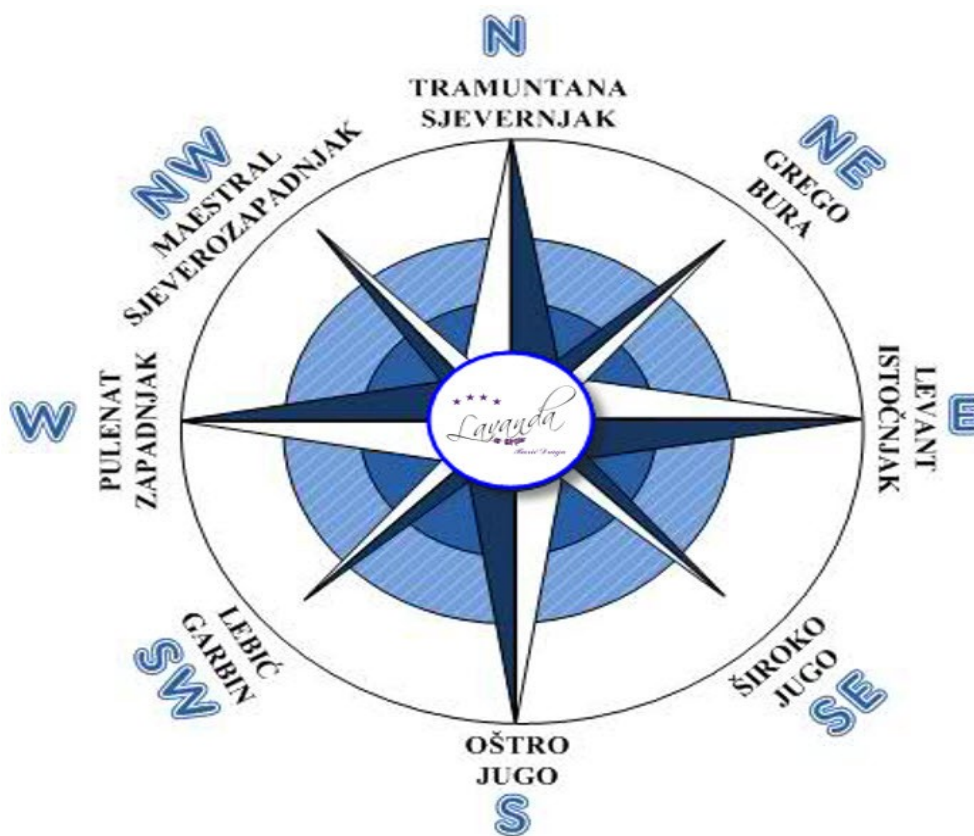 N
TRAMUNTANA
SJEVERNJAK
NW
MAESTRAL
SJEVEROZAPADNJAK
NE
GREGO
BURA
W
PULENAT
ZAPADNJAK
Lavanda
LEVANT
ISTOČNJAK
E
SW
LEBIĆ
GARBIN
ŠIROKO
JUGO
SE
OŠTRO
JUGO
S